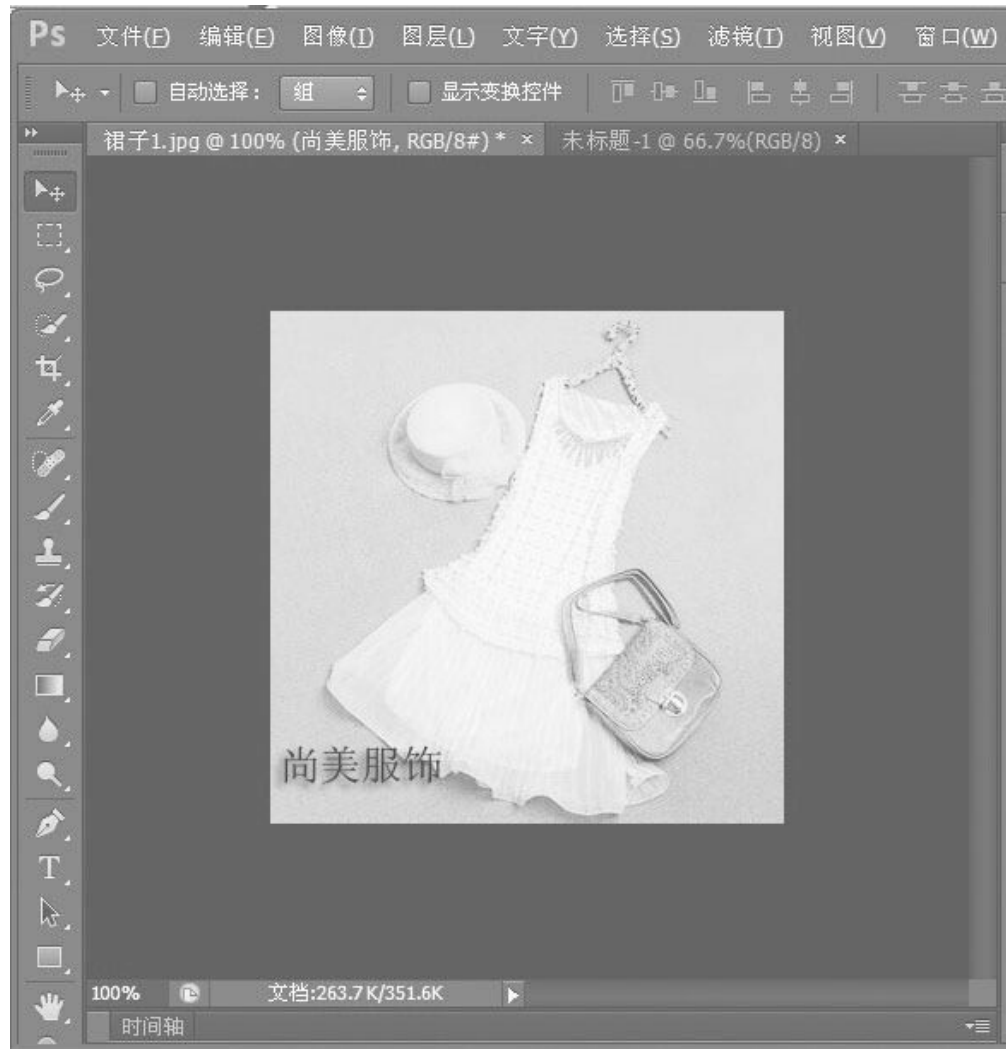 Ps 文件(F) 编辑(E) 图像(I) 图层(L) 文字(Y) 选择(S) 滤镜(T) 视图(V) 窗口(W)
自动选择： 组 显示变换控件
裙子1.jpg @ 100% (尚美服饰, RGB/8#) * × 未标题-1 @ 66.7%(RGB/8) ×
尚美服饰
100% 文档:263.7K/351.6K
时间轴